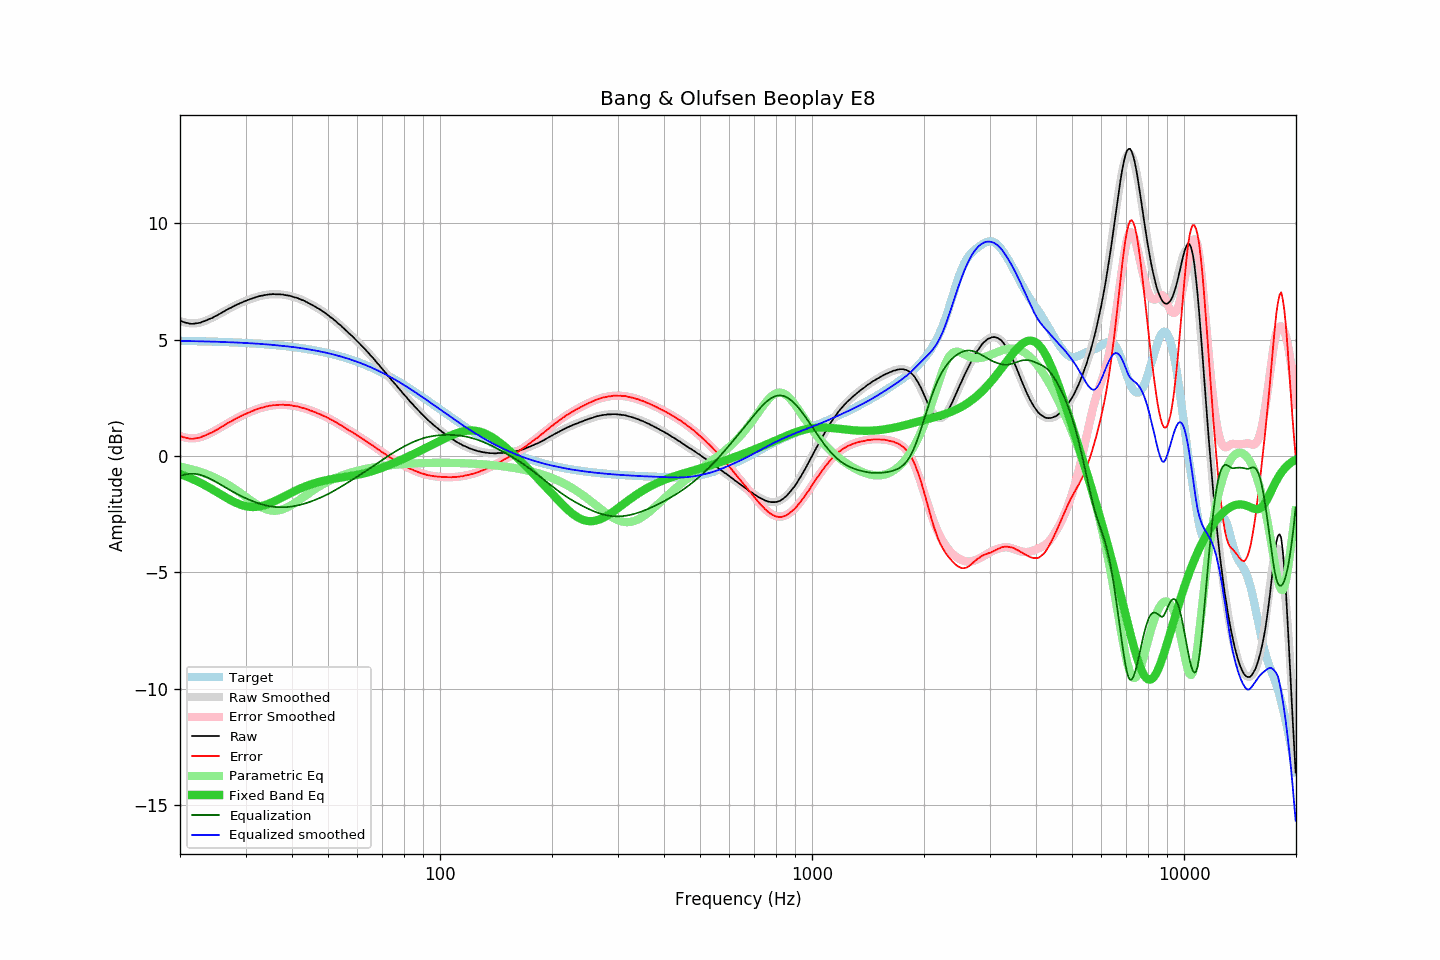 Bang & Olufsen Beoplay E8
Amplitude (dBr)
10
5
0
−5
−10
−15
Target
Raw Smoothed
Error Smoothed
Raw
Error
Parametric Eq
Fixed Band Eq
Equalization
Equalized smoothed
100
1000
10000
Frequency (Hz)